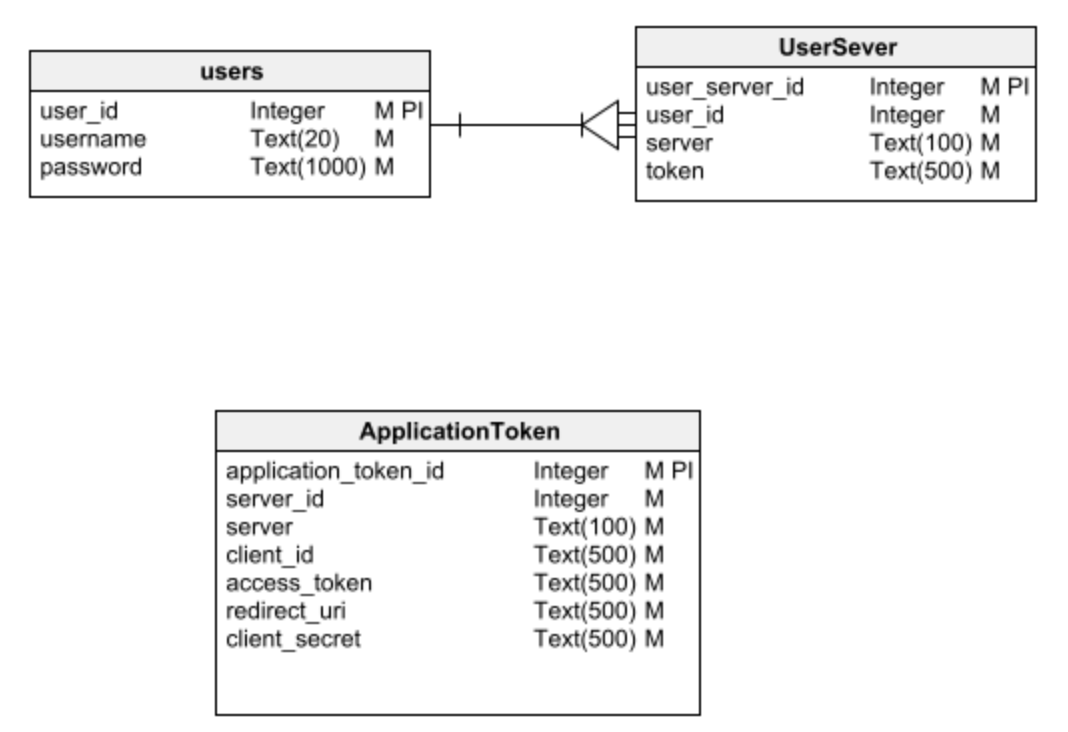 users
user_id Integer M PI
username Text(20) M
password Text(1000) M
UserSever
user_server_id Integer M PI
user_id Integer M
server Text(100) M
token Text(500) M
ApplicationToken
application_token_id Integer M PI
server_id Integer M
server Text(100) M
client_id Text(500) M
access_token Text(500) M
redirect_uri Text(500) M
client_secret Text(500) M